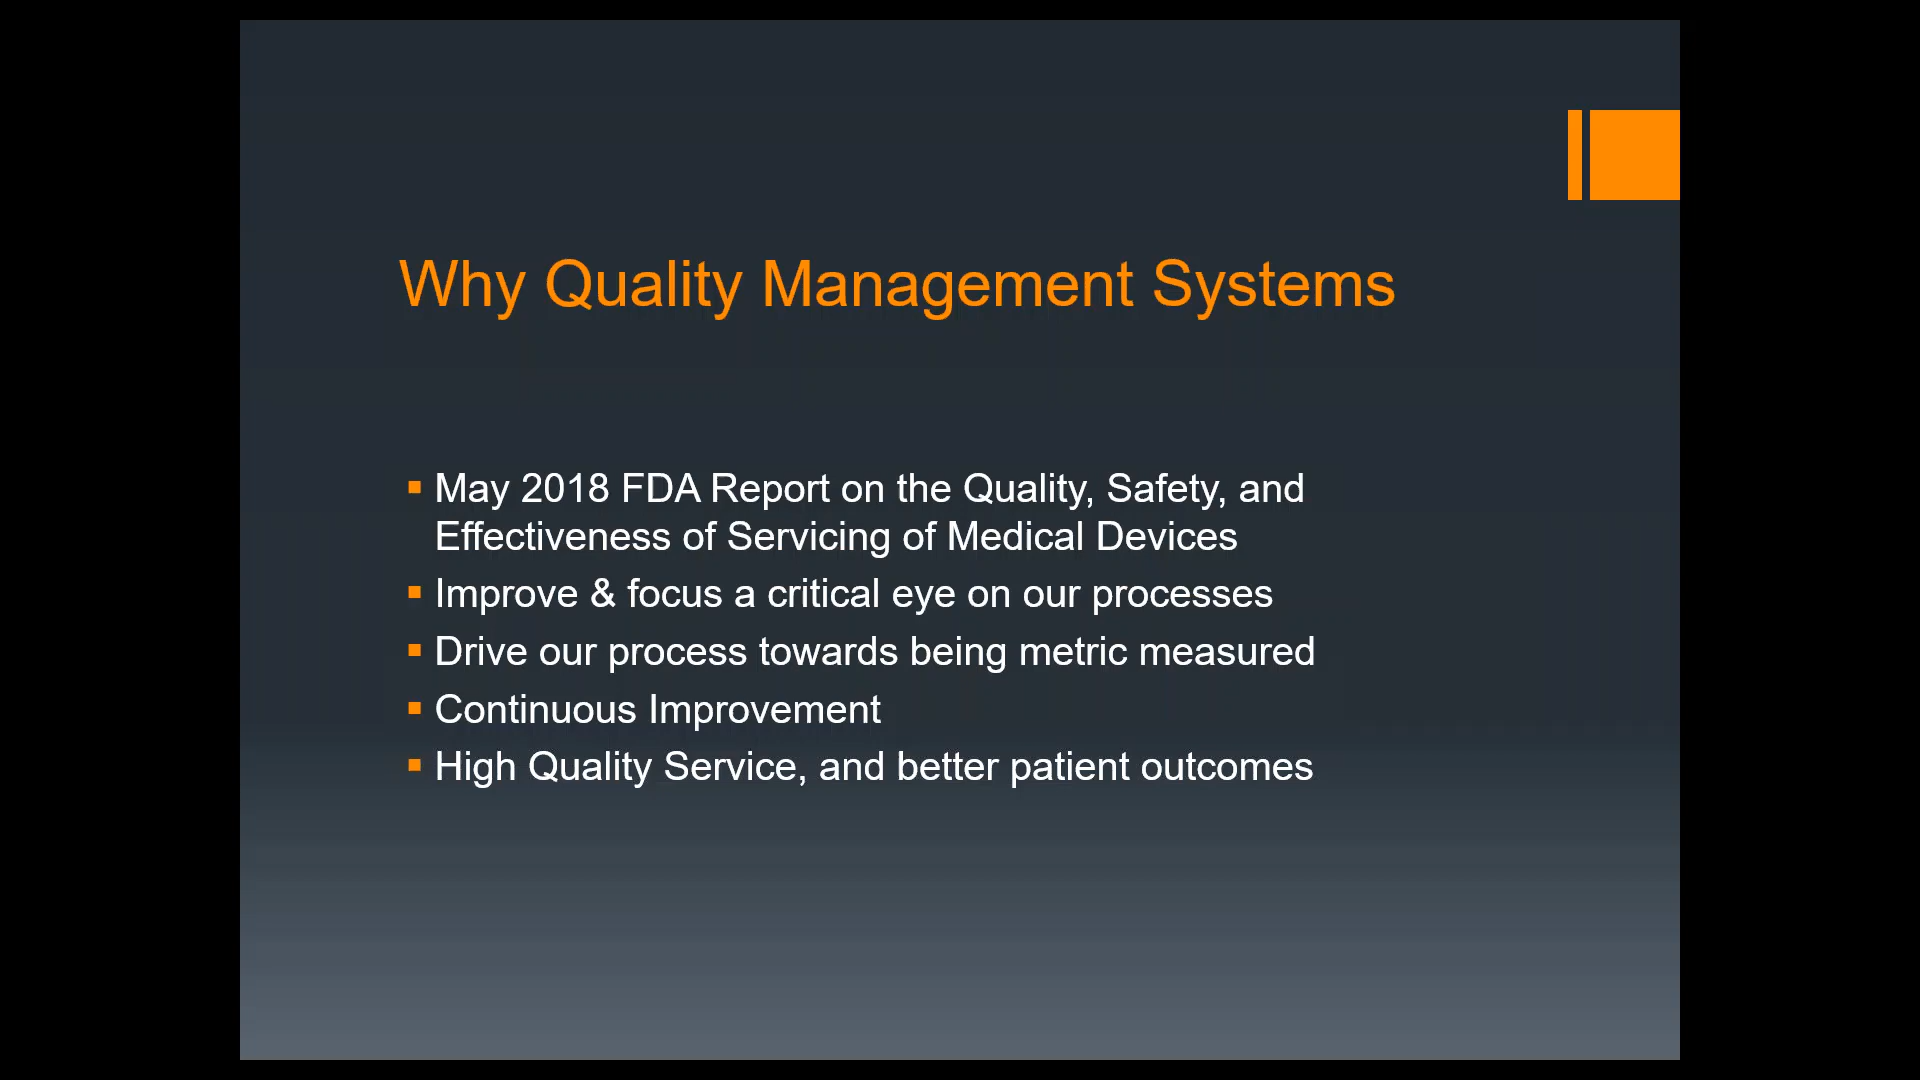 Why Quality Management Systems
May 2018 FDA Report on the Quality, Safety, and
Effectiveness of Servicing of Medical Devices
Improve & focus a critical eye on our processes
Drive our process towards being metric measured
Continuous Improvement
High Quality Service, and better patient outcomes